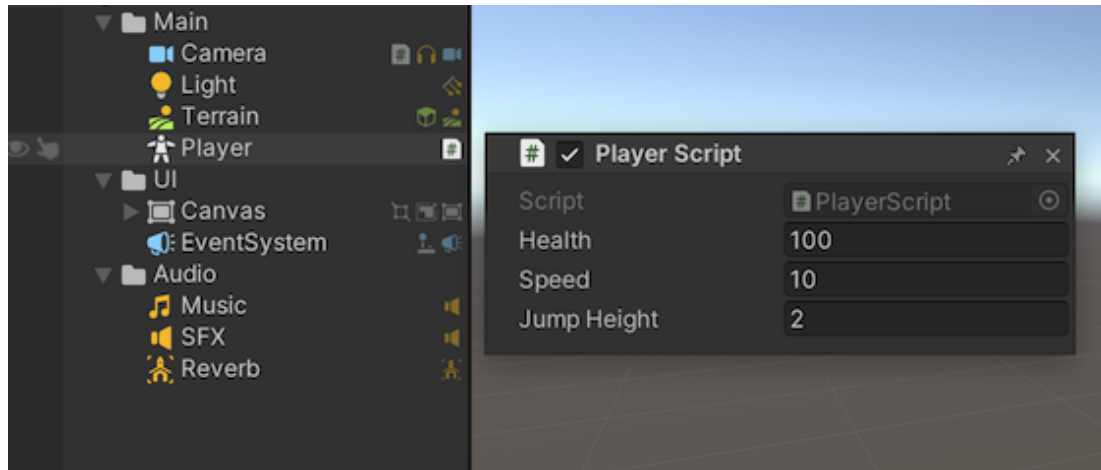 Main
Camera
Light
Terrain
Player
UI
Canvas
EventSystem
Audio
Music
SFX
Reverb
# Player Script
Script # PlayerScript
Health 100
Speed 10
Jump Height 2